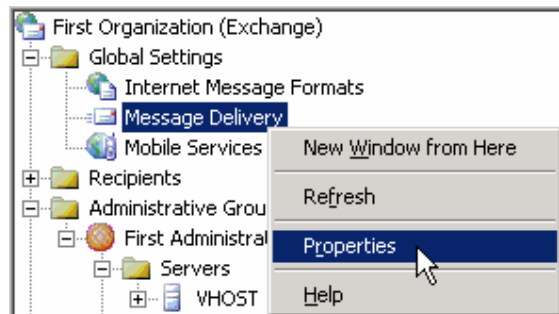 First Organization (Exchange)
Global Settings
Internet Message Formats
Message Delivery
Mobile Services
New Window from Here
Recipients
Refresh
Administrative Grou
First Administrat
Properties
Servers
VHOST
Help